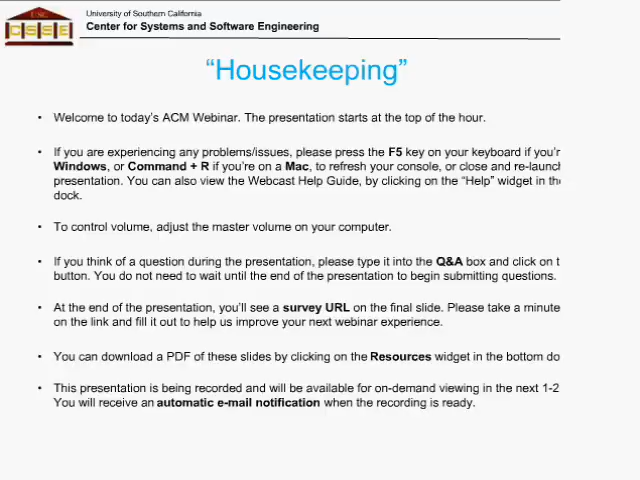 USC
CSSE
University of Southern California
Center for Systems and Software Engineering
“Housekeeping”
• Welcome to today’s ACM Webinar. The presentation starts at the top of the hour.
• If you are experiencing any problems/issues, please press the F5 key on your keyboard if you’r
Windows, or Command + R if you’re on a Mac, to refresh your console, or close and re-launch
presentation. You can also view the Webcast Help Guide, by clicking on the “Help” widget in the
dock.
• To control volume, adjust the master volume on your computer.
• If you think of a question during the presentation, please type it into the Q&A box and click on t
button. You do not need to wait until the end of the presentation to begin submitting questions.
• At the end of the presentation, you’ll see a survey URL on the final slide. Please take a minute
on the link and fill it out to help us improve your next webinar experience.
• You can download a PDF of these slides by clicking on the Resources widget in the bottom do
• This presentation is being recorded and will be available for on-demand viewing in the next 1-2
You will receive an automatic e-mail notification when the recording is ready.